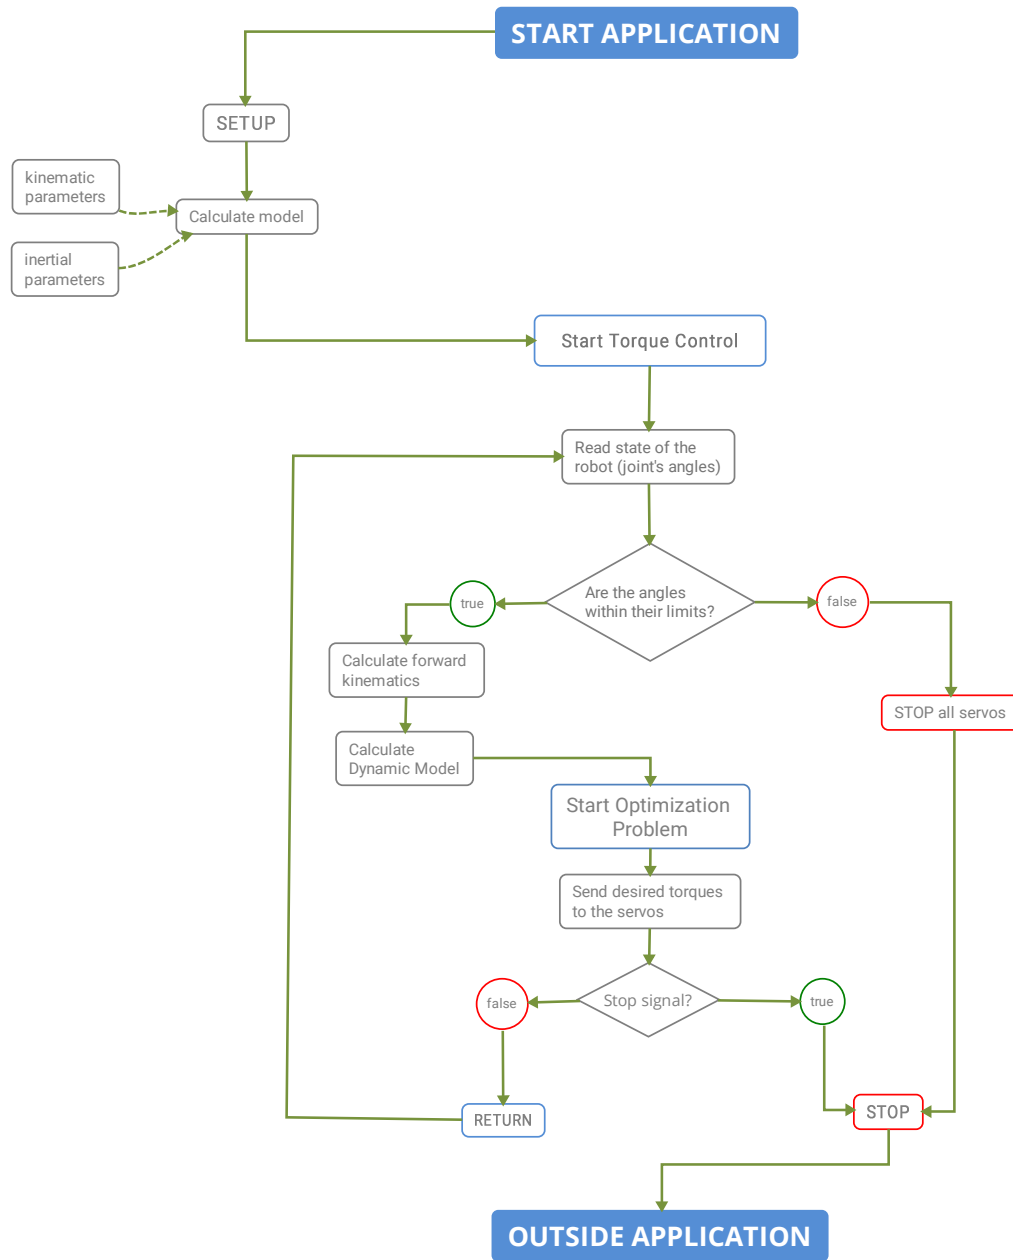 START APPLICATION
SETUP
kinematic
parameters
Calculate model
inertial
parameters
Start Torque Control
Read state of the
robot (joint's angles)
Are the angles
within their limits?
true
false
Calculate forward
kinematics
STOP all servos
Calculate
Dynamic Model
Start Optimization
Problem
Send desired torques
to the servos
Stop signal?
false
true
RETURN
STOP
OUTSIDE APPLICATION